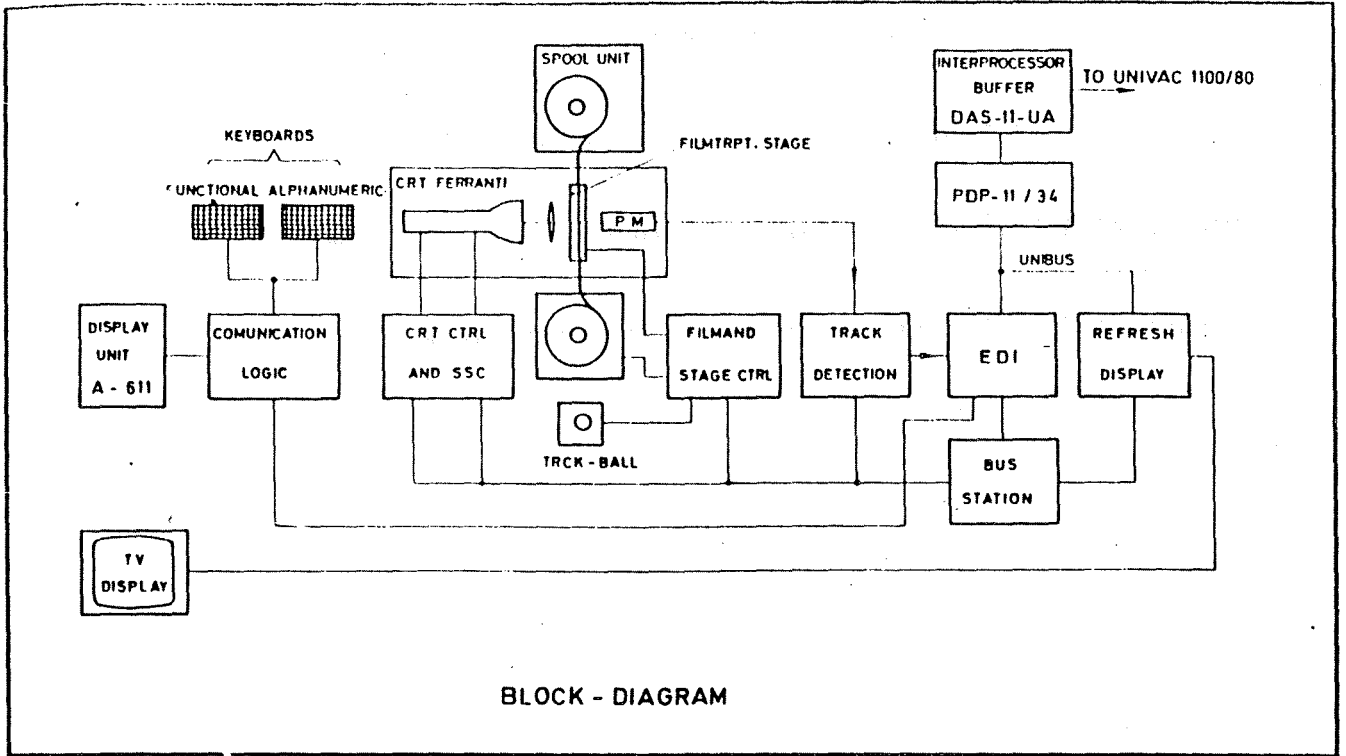 SPOOL UNIT
INTERPROCESSOR
BUFFER
DAS-11-UA
TO UNIVAC 1100/80
KEYBOARDS
FUNCTIONAL ALPHANUMERIC
FILMTRPT. STAGE
CRT FERRANTI
PM
PDP-11/34
UNIBUS
DISPLAY
UNIT
A-611
COMUNICATION
LOGIC
CRT CTRL
AND SSC
FILMAND
STAGE CTRL
TRACK
DETECTION
EDI
REFRESH
DISPLAY
TRCK-BALL
BUS
STATION
TV
DISPLAY
BLOCK - DIAGRAM